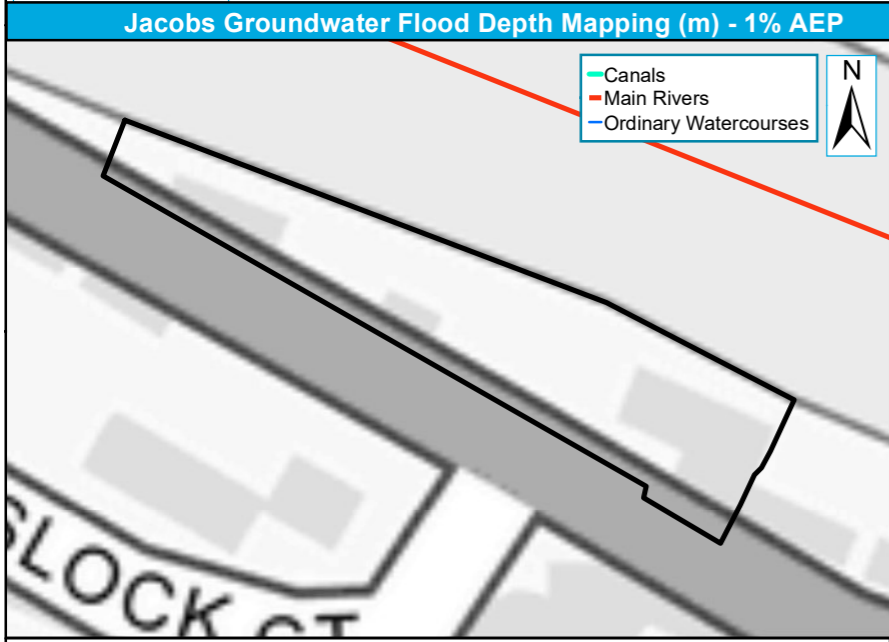 Jacobs Groundwater Flood Depth Mapping (m) - 1% AEP
Canals
Main Rivers
Ordinary Watercourses
N